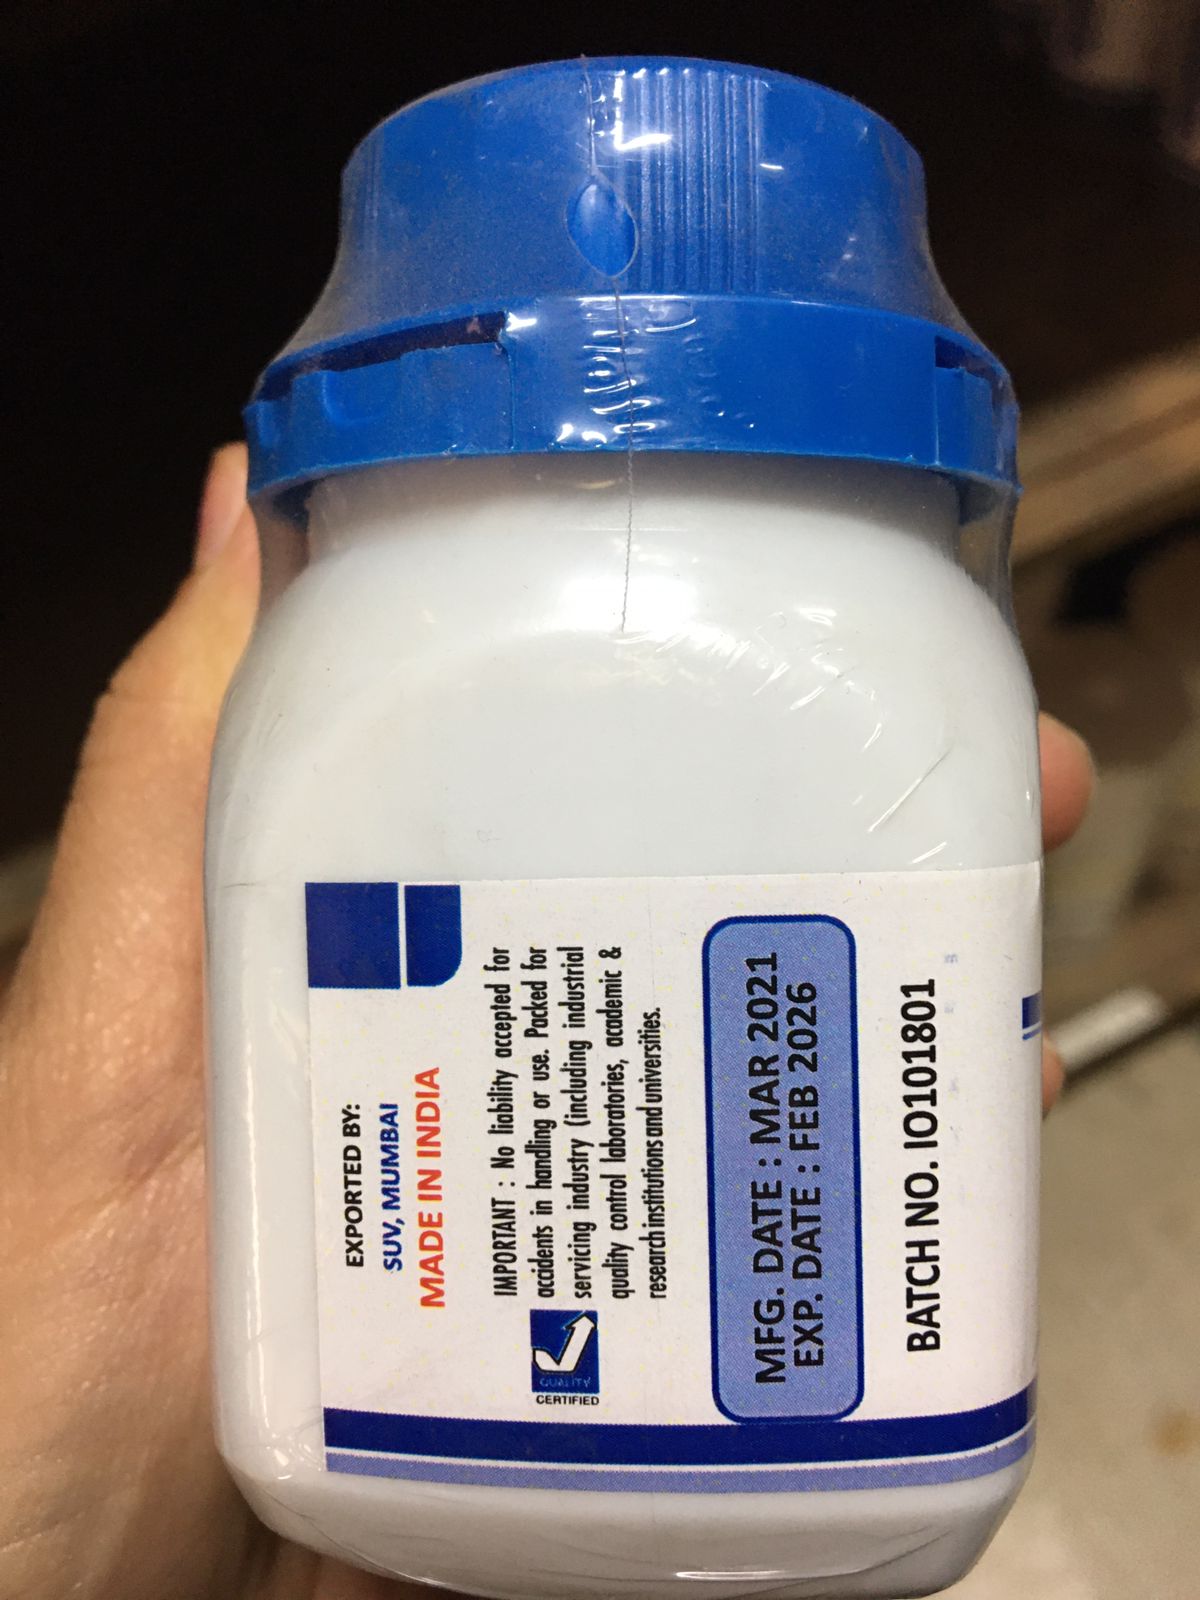 EXPORTED BY:
SUV, MUMBAI
MADE IN INDIA
IMPORTANT : No liability accepted for
accidents in handling or use. Packed for
servicing industry (including industrial
quality control laboratories, academic &
research institutions and universities.
QUALITY
CERTIFIED
MFG. DATE : MAR 2021
EXP. DATE : FEB 2026
BATCH NO. IO101801